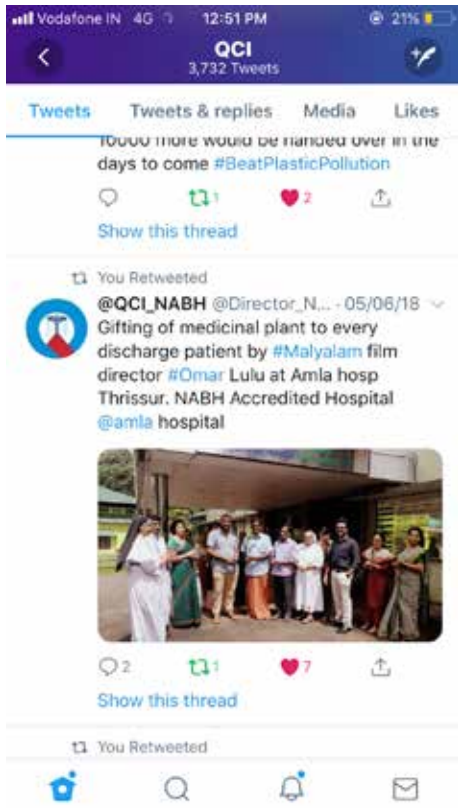 Vodafone IN 4G 12:51 PM 21%
QCI
3,732 Tweets
Tweets Tweets & replies Media Likes
10000 more would be handed over in the
days to come #BeatPlasticPollution
1 2
Show this thread
You Retweeted
@QCI_NABH @Director_N... · 05/06/18
Gifting of medicinal plant to every
discharge patient by #Malyalam film
director #Omar Lulu at Amla hosp
Thrissur. NABH Accredited Hospital
@amla hospital
2 1 7
Show this thread
You Retweeted